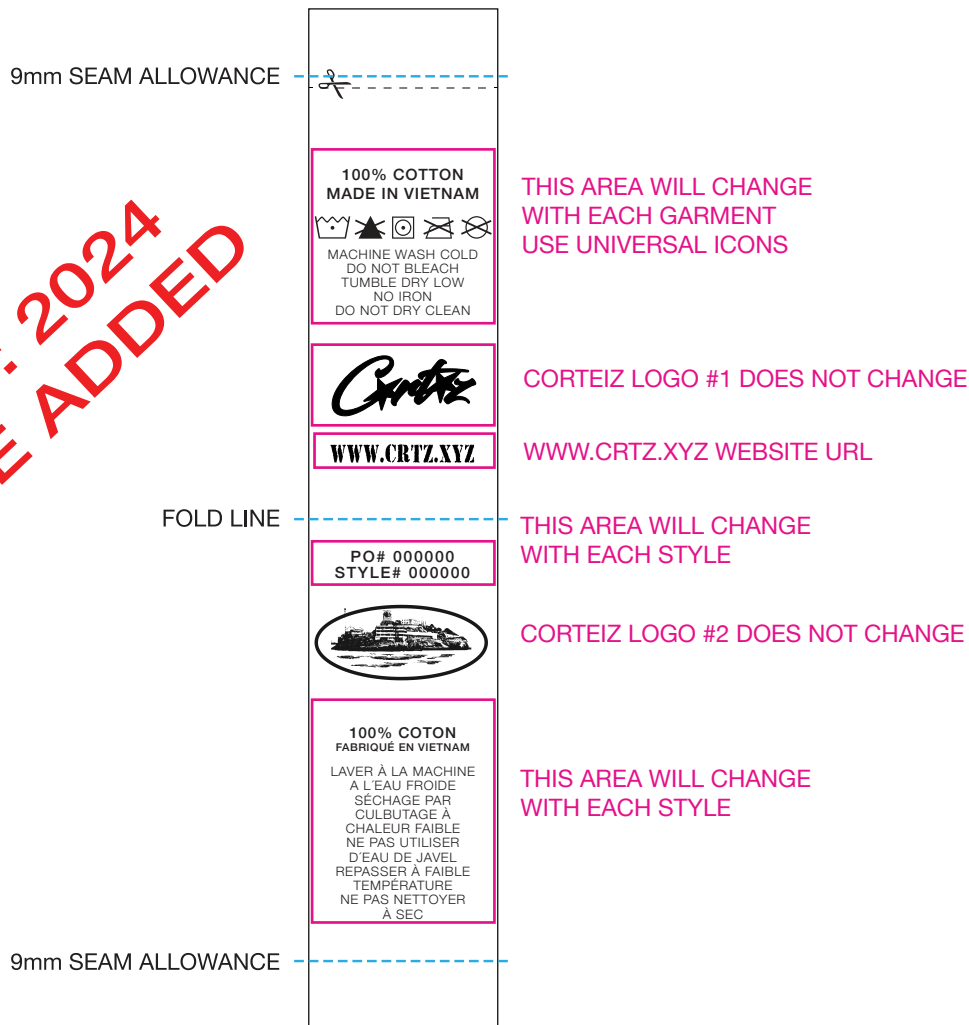 9mm SEAM ALLOWANCE
100% COTTON
MADE IN VIETNAM
MACHINE WASH COLD
DO NOT BLEACH
TUMBLE DRY LOW
NO IRON
DO NOT DRY CLEAN
THIS AREA WILL CHANGE
WITH EACH GARMENT
USE UNIVERSAL ICONS
2024
ADDED
Crtz
CORTEIZ LOGO #1 DOES NOT CHANGE
WWW.CRTZ.XYZ
WWW.CRTZ.XYZ WEBSITE URL
FOLD LINE
THIS AREA WILL CHANGE
WITH EACH STYLE
PO# 000000
STYLE# 000000
CORTEIZ LOGO #2 DOES NOT CHANGE
100% COTON
FABRIQUÉ EN VIETNAM
LAVER À LA MACHINE
A L´EAU FROIDE
SÉCHAGE PAR
CULBUTAGE À
CHALEUR FAIBLE
NE PAS UTILISER
D´EAU DE JAVEL
REPASSER À FAIBLE
TEMPÉRATURE
NE PAS NETTOYER
À SEC
THIS AREA WILL CHANGE
WITH EACH STYLE
9mm SEAM ALLOWANCE